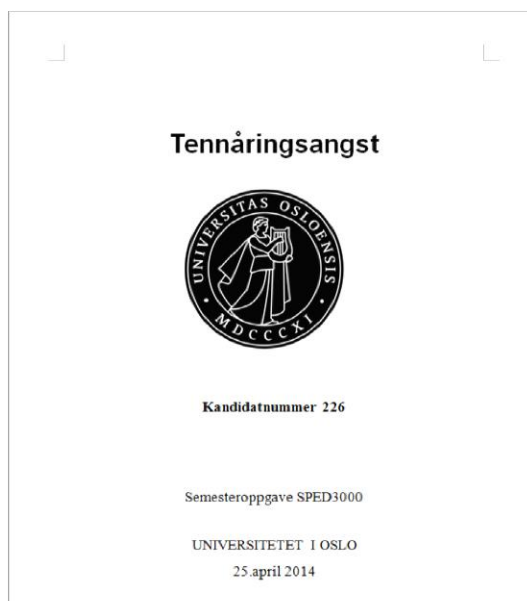 Tennåringsangst
UNIVERSITAS OSLOENSIS
MDCCCXI
Kandidatnummer 226
Semesteroppgave SPED3000
UNIVERSITETET I OSLO
25.april 2014